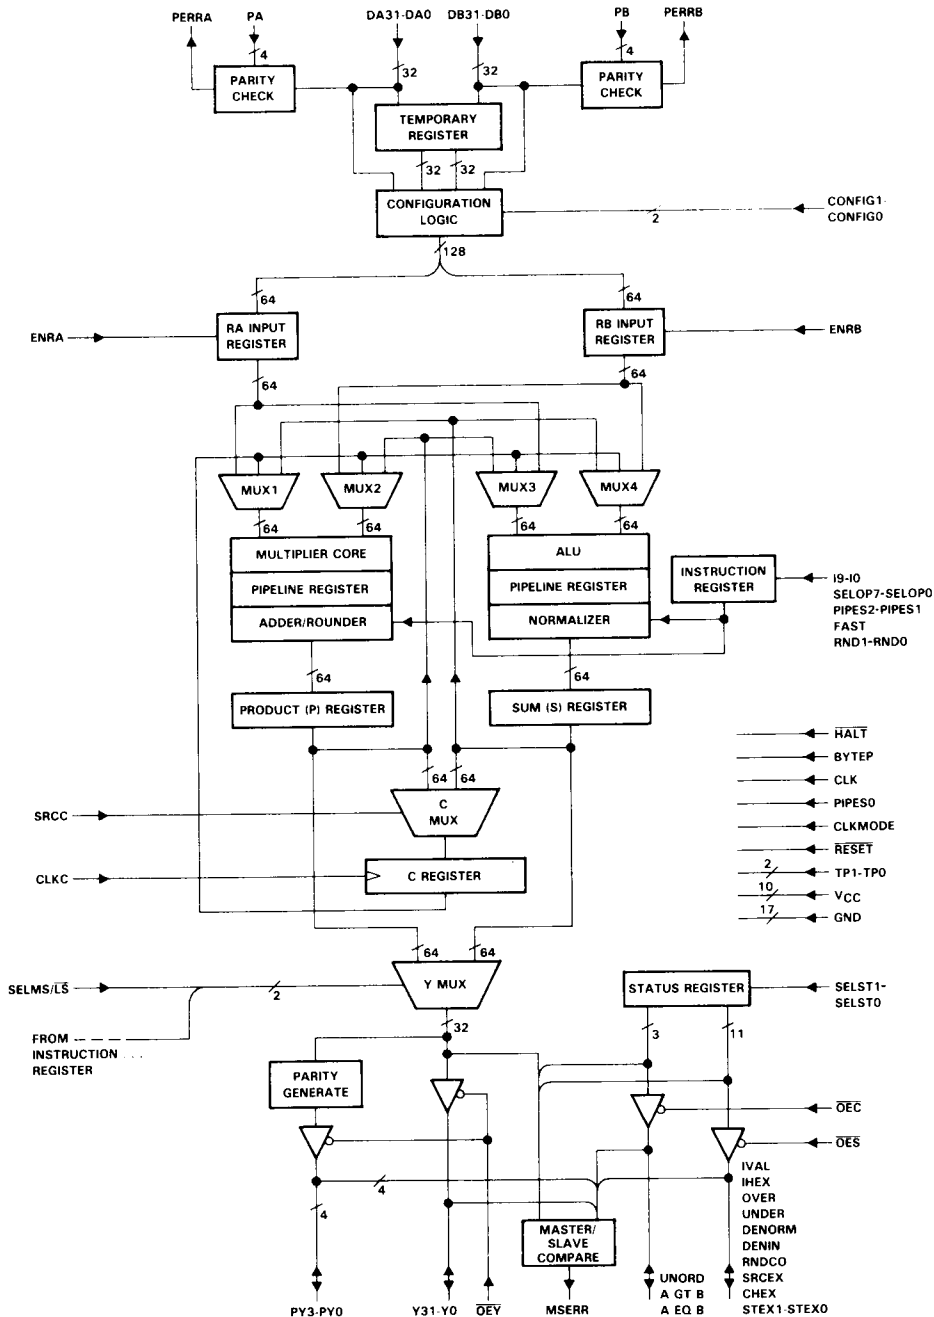 PERRA PA DA31-DA0 DB31-DB0 PB PERRB
4 32 32 4
PARITY
CHECK
PARITY
CHECK
TEMPORARY
REGISTER
32 32
CONFIGURATION
LOGIC
2
CONFIG1-
CONFIG0
128
64 64
ENRA
RA INPUT
REGISTER
RB INPUT
REGISTER
ENRB
64 64
MUX1 MUX2 MUX3 MUX4
64 64 64 64
MULTIPLIER CORE
PIPELINE REGISTER
ADDER/ROUNDER
ALU
PIPELINE REGISTER
NORMALIZER
INSTRUCTION
REGISTER
I9-I0
SELOP7-SELOP0
PIPES2-PIPES1
FAST
RND1-RND0
64 64
PRODUCT (P) REGISTER
SUM (S) REGISTER
HALT
BYTEP
CLK
PIPES0
CLKMODE
RESET
2 TP1-TP0
10 VCC
17 GND
64 64
SRCC
C
MUX
CLKC
C REGISTER
64 64
SELMS/LS
2
Y MUX
FROM
INSTRUCTION ...
REGISTER
32
STATUS REGISTER
SELST1-
SELST0
3 11
PARITY
GENERATE
OEC
OES
4
4
MASTER/
SLAVE
COMPARE
IVAL
IHEX
OVER
UNDER
DENORM
DENIN
RNDCO
SRCEX
CHEX
STEX1-STEX0
UNORD
A GT B
A EQ B
PY3-PY0 Y31-Y0 OEY MSERR